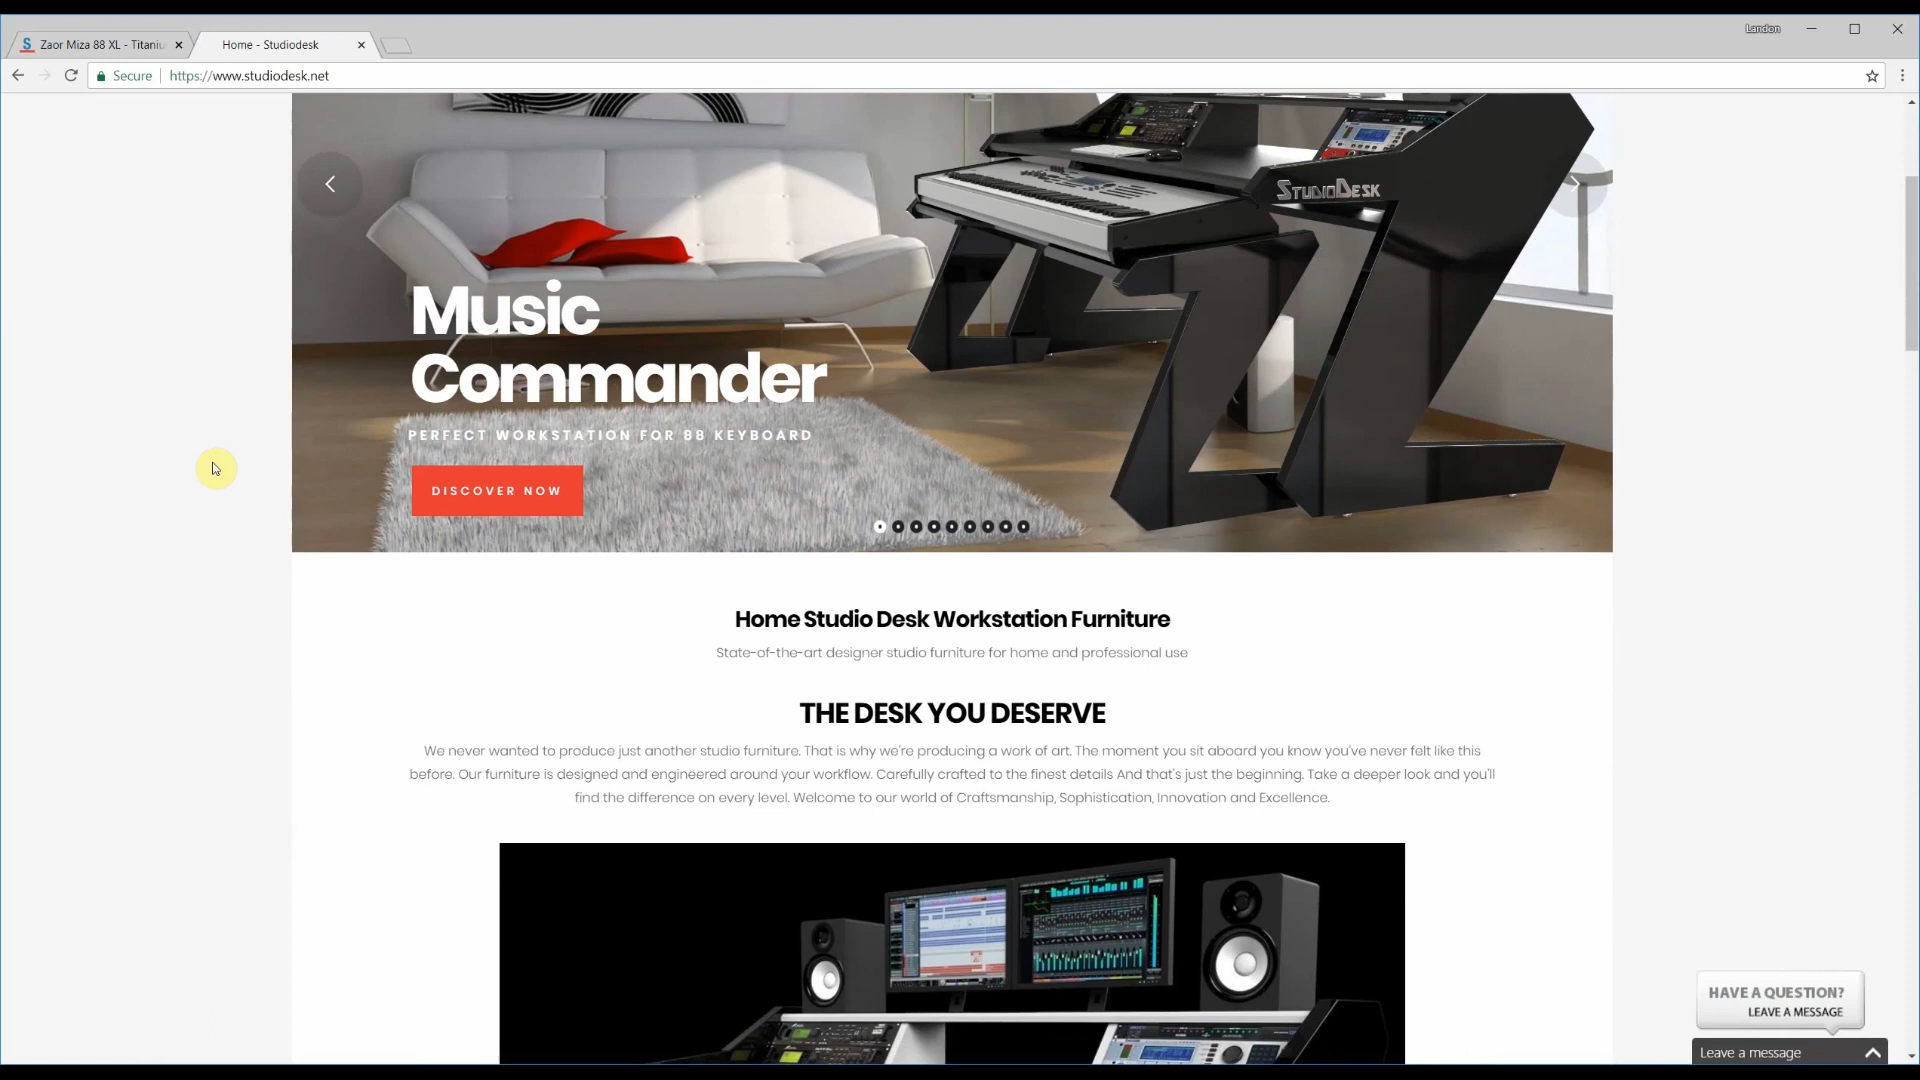 Zaor Miza 88 XL - Titaniu
Home - Studiodesk
Landon
Secure
https://www.studiodesk.net
STUDIODESK
Music
Commander
PERFECT WORKSTATION FOR 88 KEYBOARD
DISCOVER NOW
Home Studio Desk Workstation Furniture
State-of-the-art designer studio furniture for home and professional use
THE DESK YOU DESERVE
We never wanted to produce just another studio furniture. That is why we're producing a work of art. The moment you sit aboard you know you've never felt like this
before. Our furniture is designed and engineered around your workflow. Carefully crafted to the finest details And that's just the beginning. Take a deeper look and you'll
find the difference on every level. Welcome to our world of Craftsmanship, Sophistication, Innovation and Excellence.
HAVE A QUESTION?
LEAVE A MESSAGE
Leave a message